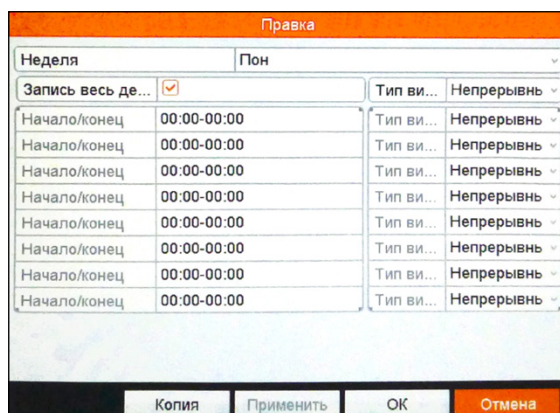 Правка
Неделя Пон
Запись весь де... Тип ви... Непрерывнь
Начало/конец 00:00-00:00 Тип ви... Непрерывнь
Начало/конец 00:00-00:00 Тип ви... Непрерывнь
Начало/конец 00:00-00:00 Тип ви... Непрерывнь
Начало/конец 00:00-00:00 Тип ви... Непрерывнь
Начало/конец 00:00-00:00 Тип ви... Непрерывнь
Начало/конец 00:00-00:00 Тип ви... Непрерывнь
Начало/конец 00:00-00:00 Тип ви... Непрерывнь
Начало/конец 00:00-00:00 Тип ви... Непрерывнь
Копия Применить ОК Отмена